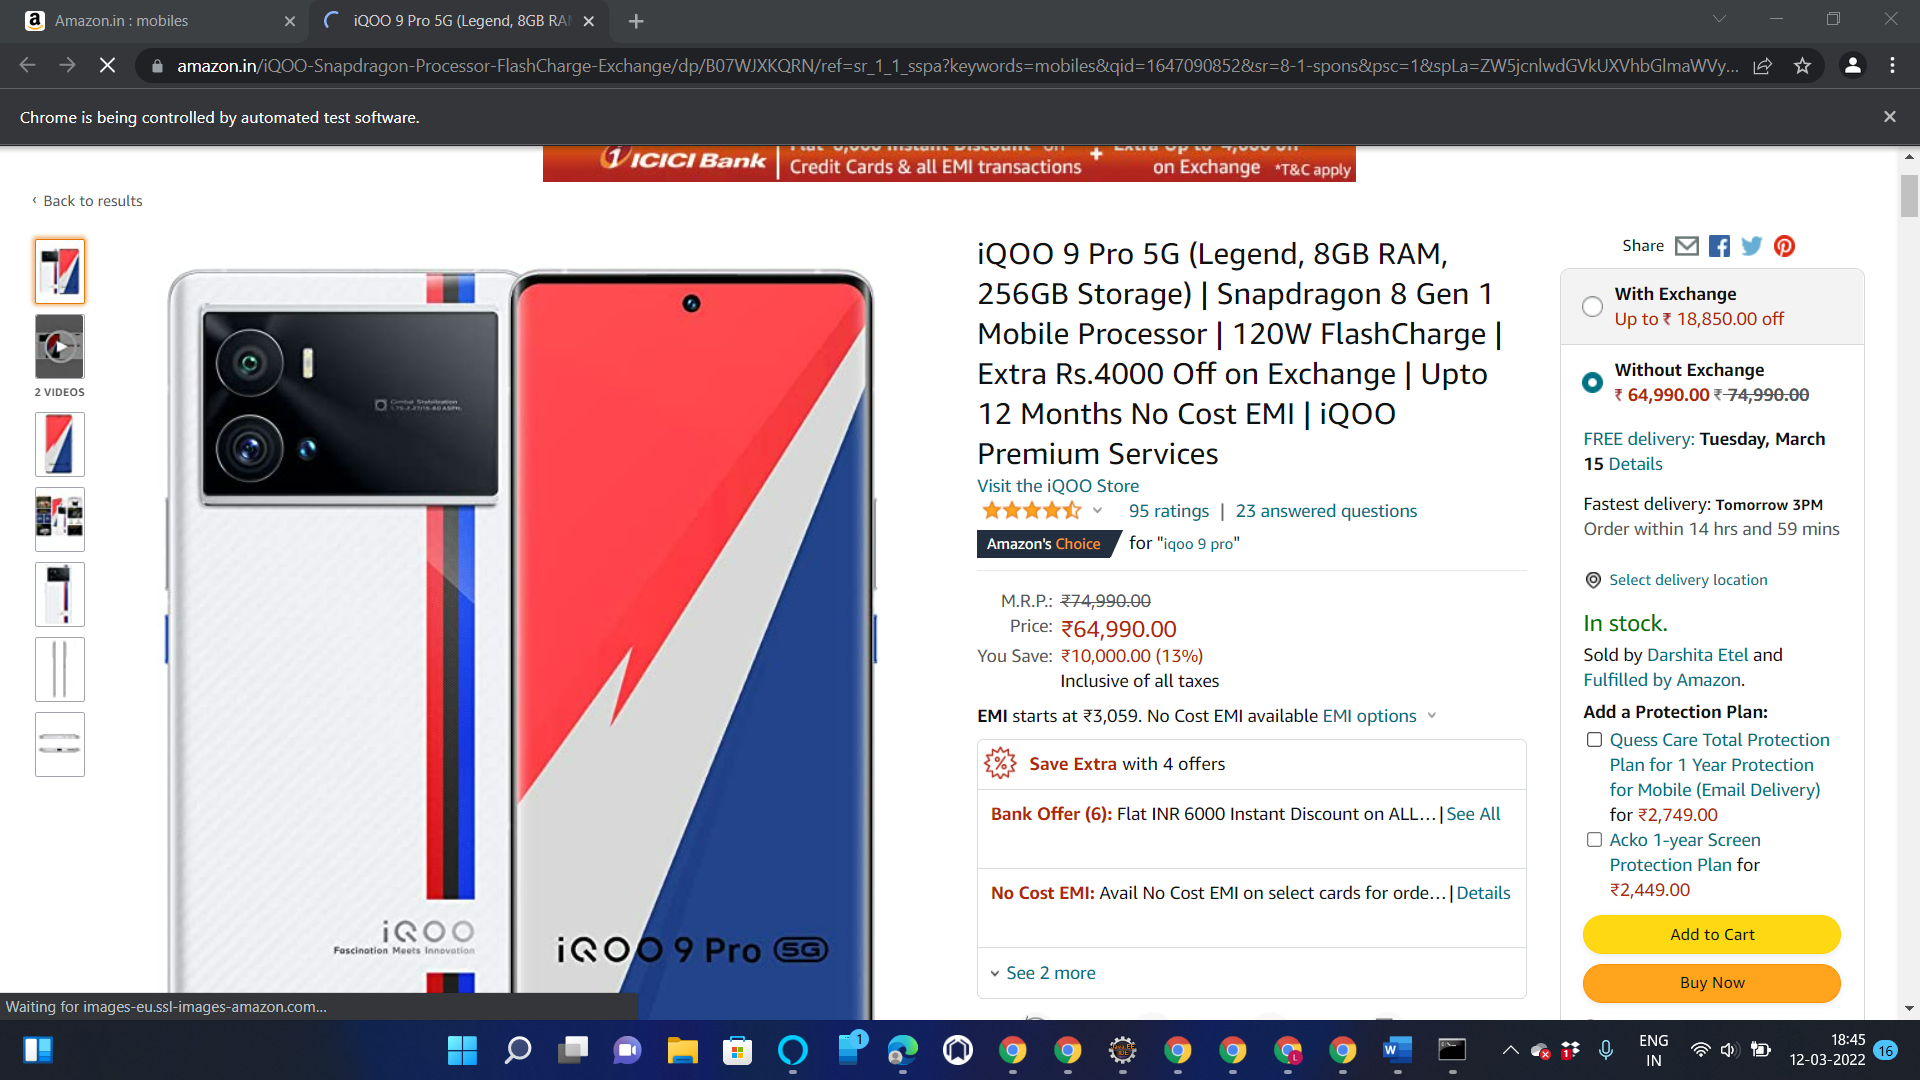 Amazon.in : mobiles
iQOO 9 Pro 5G (Legend, 8GB RA
amazon.in/iQOO-Snapdragon-Processor-FlashCharge-Exchange/dp/B07WJXKQRN/ref=sr_1_1_sspa?keywords=mobiles&qid=1647090852&sr=8-1-spons&psc=1&spLa=ZW5jcnlwdGVkUXVhbGlmaWVy...
Chrome is being controlled by automated test software.
ICICI Bank
Credit Cards & all EMI transactions
+
on Exchange *T&C apply
‹ Back to results
2 VIDEOS
iQOO
Fascination Meets Innovation
iQOO 9 Pro 5G
iQOO 9 Pro 5G (Legend, 8GB RAM,
256GB Storage) | Snapdragon 8 Gen 1
Mobile Processor | 120W FlashCharge |
Extra Rs.4000 Off on Exchange | Upto
12 Months No Cost EMI | iQOO
Premium Services
Visit the iQOO Store
95 ratings | 23 answered questions
Amazon's Choice for "iqoo 9 pro"
M.R.P.: ₹74,990.00
Price: ₹64,990.00
You Save: ₹10,000.00 (13%)
Inclusive of all taxes
EMI starts at ₹3,059. No Cost EMI available EMI options
Save Extra with 4 offers
Bank Offer (6): Flat INR 6000 Instant Discount on ALL... | See All
No Cost EMI: Avail No Cost EMI on select cards for orde... | Details
See 2 more
Share
With Exchange
Up to ₹ 18,850.00 off
Without Exchange
₹ 64,990.00 ₹ 74,990.00
FREE delivery: Tuesday, March
15 Details
Fastest delivery: Tomorrow 3PM
Order within 14 hrs and 59 mins
Select delivery location
In stock.
Sold by Darshita Etel and
Fulfilled by Amazon.
Add a Protection Plan:
Quess Care Total Protection
Plan for 1 Year Protection
for Mobile (Email Delivery)
for ₹2,749.00
Acko 1-year Screen
Protection Plan for
₹2,449.00
Add to Cart
Buy Now
Waiting for images-eu.ssl-images-amazon.com...
1
L
W
1
ENG
IN
18:45
12-03-2022
16